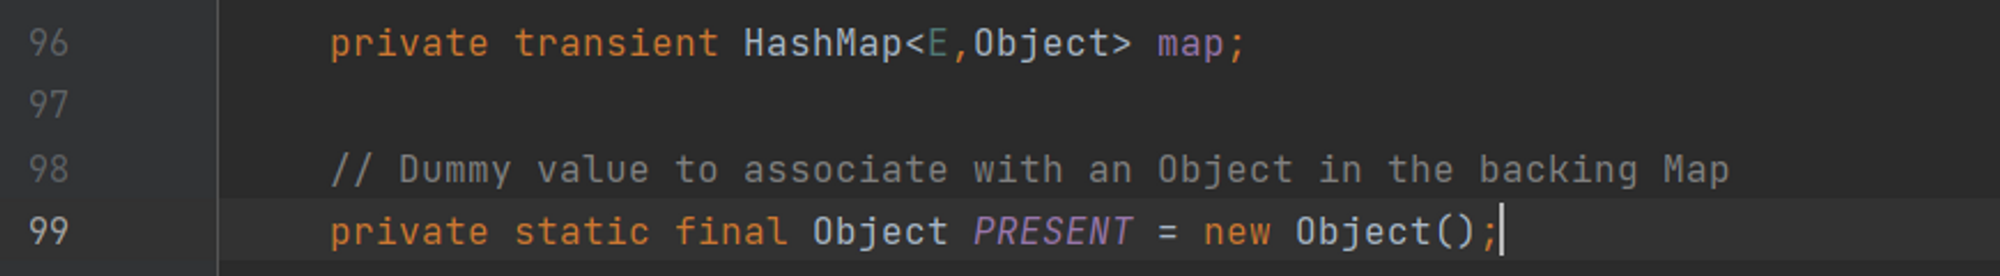 96 private transient HashMap<E,Object> map;
97
98 // Dummy value to associate with an Object in the backing Map
99 private static final Object PRESENT = new Object();